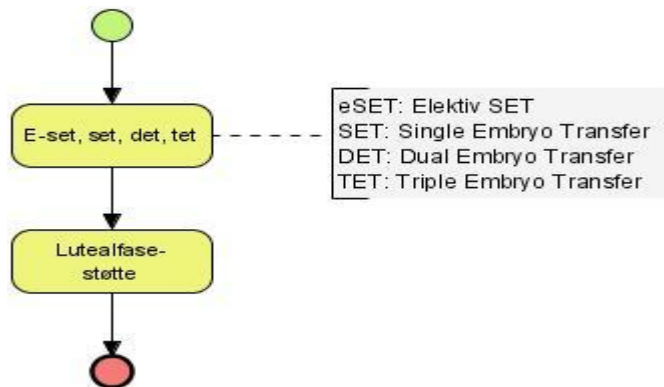 E-set, set, det, tet
eSET: Elektiv SET
SET: Single Embryo Transfer
DET: Dual Embryo Transfer
TET: Triple Embryo Transfer
Lutealfase-
støtte